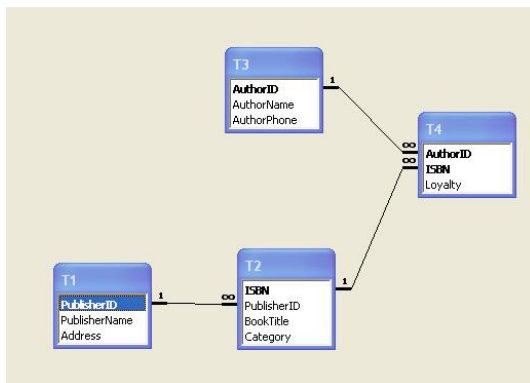 T3
AuthorID
AuthorName
AuthorPhone
1
T4
∞
AuthorID
∞
ISBN
Loyalty
T1
PublisherID
PublisherName
Address
1
∞
T2
ISBN
PublisherID
BookTitle
Category
1